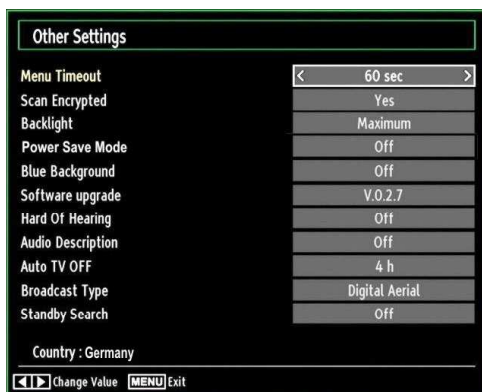 Other Settings
Menu Timeout < 60 sec >
Scan Encrypted Yes
Backlight Maximum
Power Save Mode Off
Blue Background Off
Software upgrade V.0.2.7
Hard Of Hearing Off
Audio Description Off
Auto TV OFF 4 h
Broadcast Type Digital Aerial
Standby Search Off
Country : Germany
Change Value MENU Exit